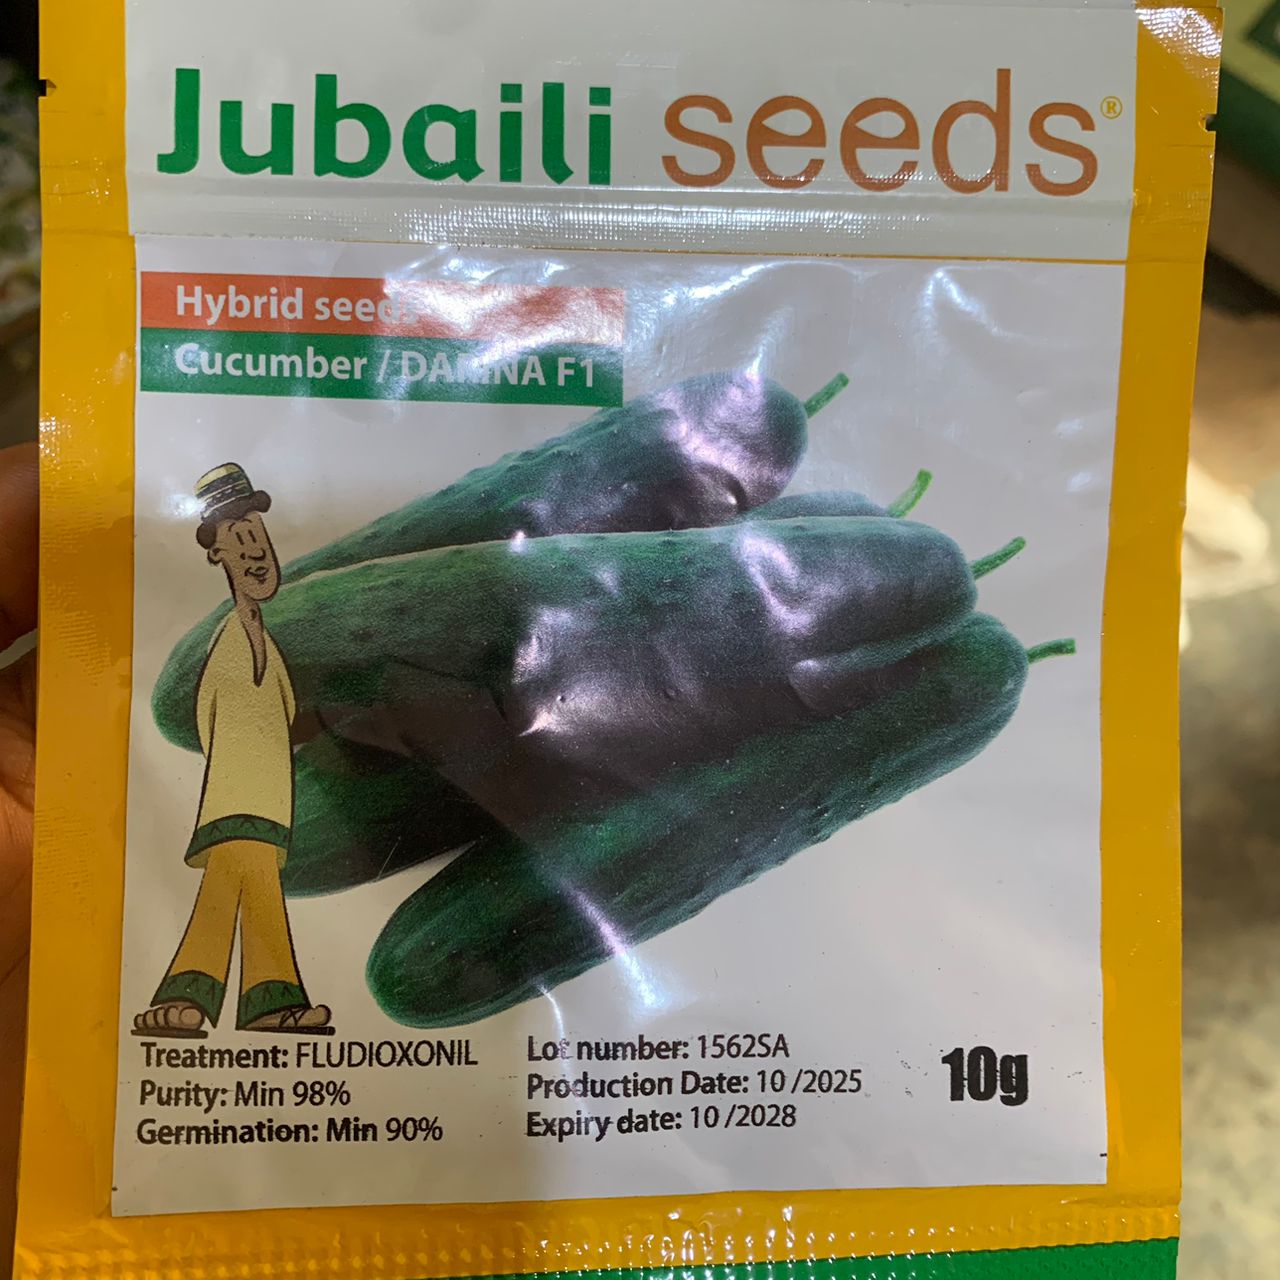 Jubaili seeds®
Hybrid seeds
Cucumber / F1
Treatment: FLUDIOXONIL
Purity: Min 98%
Germination: Min 90%
Lot number: 1562SA
Production Date: 10 /2025
Expiry date: 10 /2028
10g